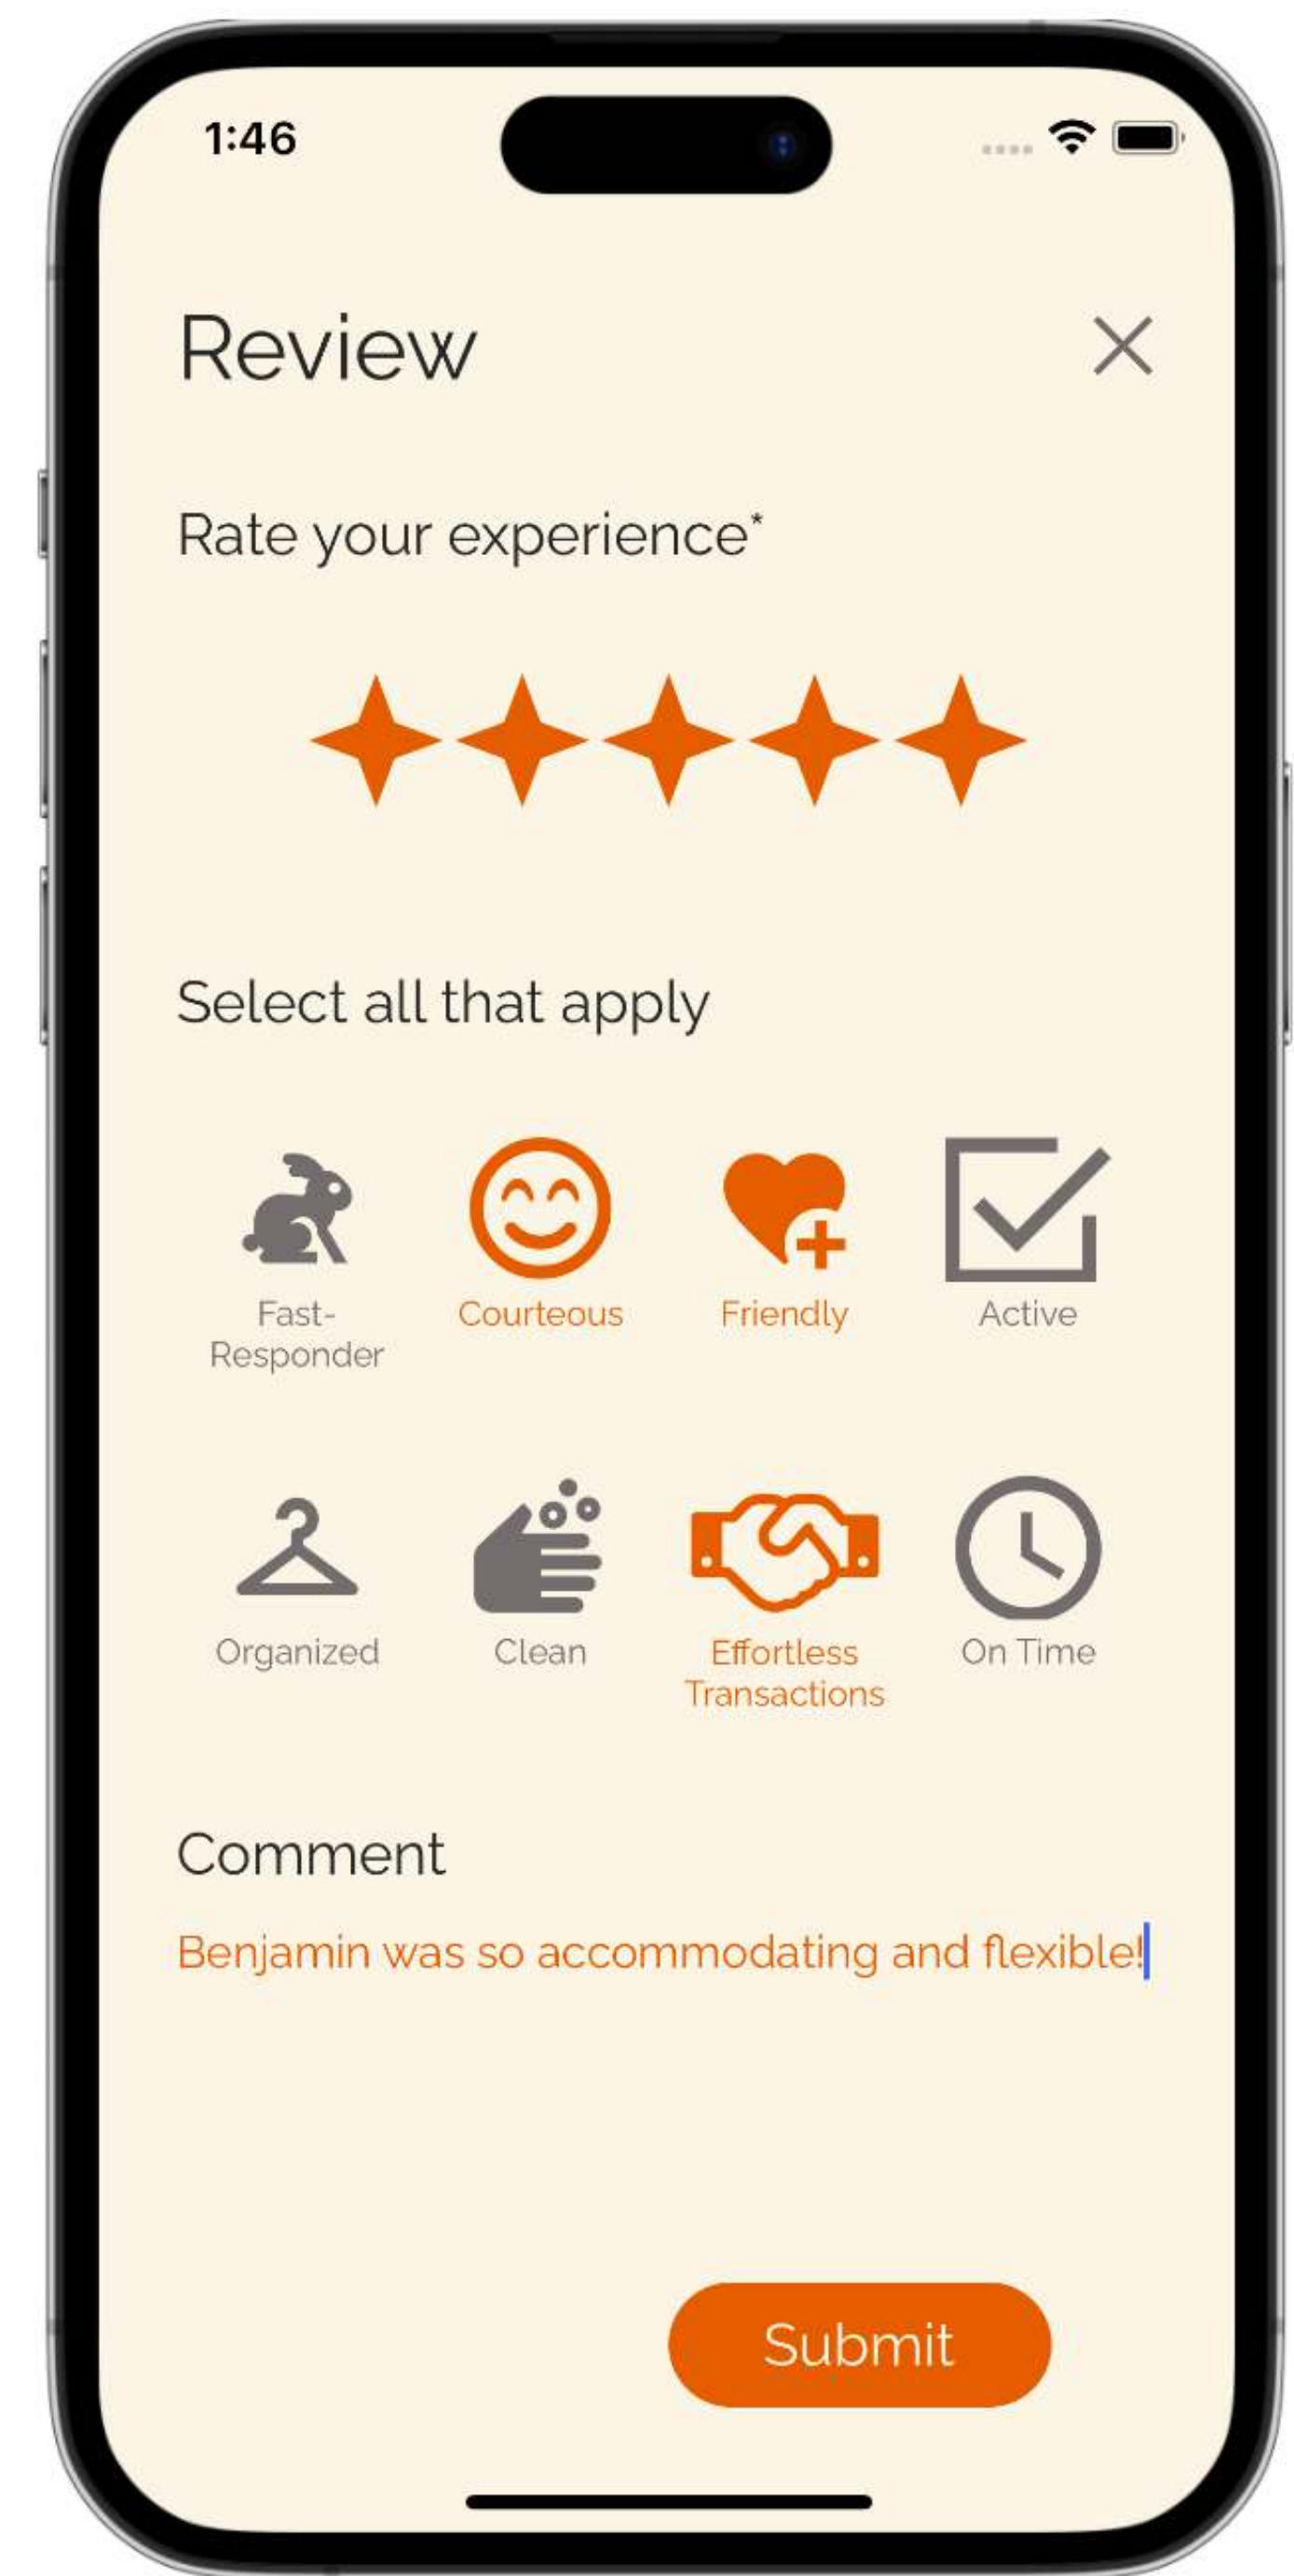 1:46
Review
Rate your experience*
Select all that apply
Fast-
Responder
Courteous
Friendly
Active
Organized
Clean
Effortless
Transactions
On Time
Comment
Benjamin was so accommodating and flexible!
Submit